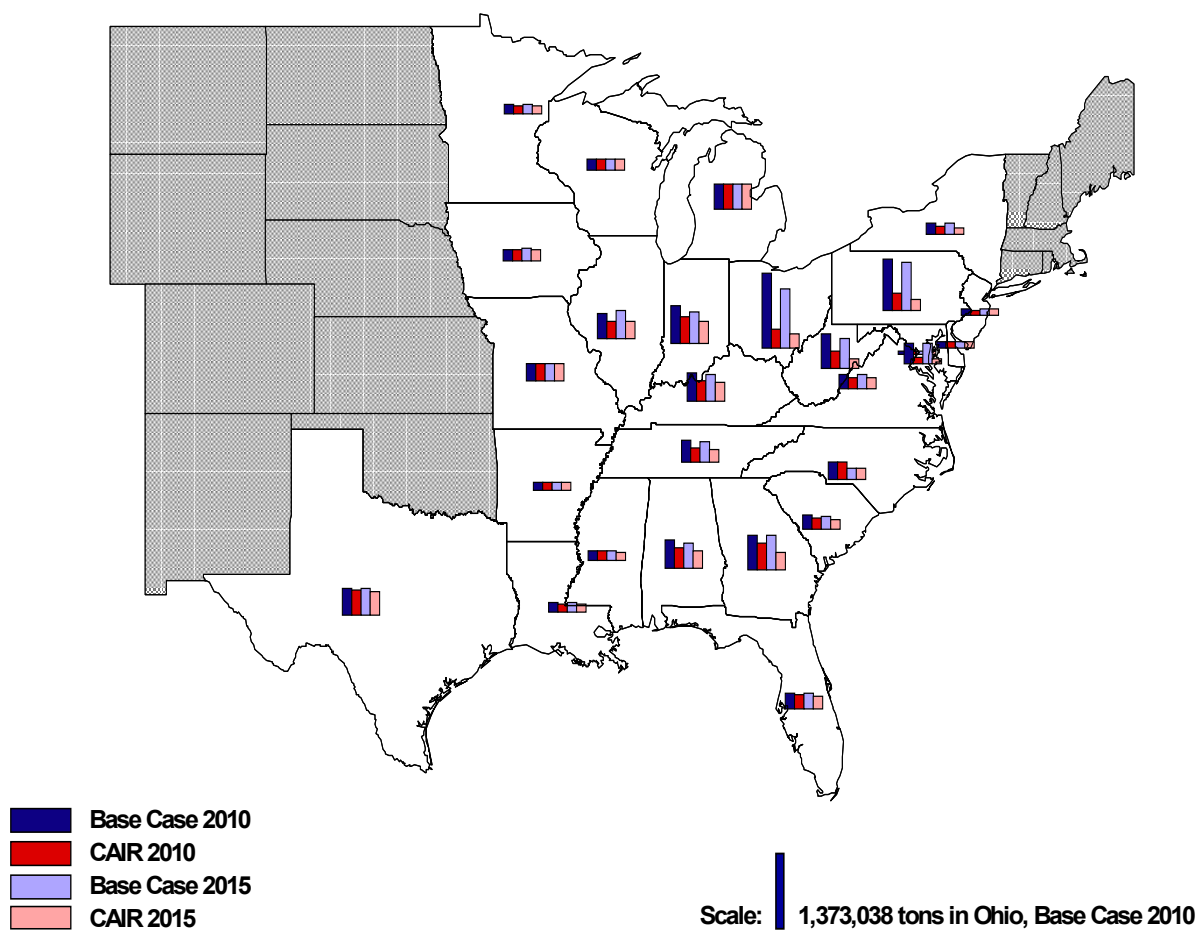 Base Case 2010
CAIR 2010
Base Case 2015
CAIR 2015
Scale: 1,373,038 tons in Ohio, Base Case 2010